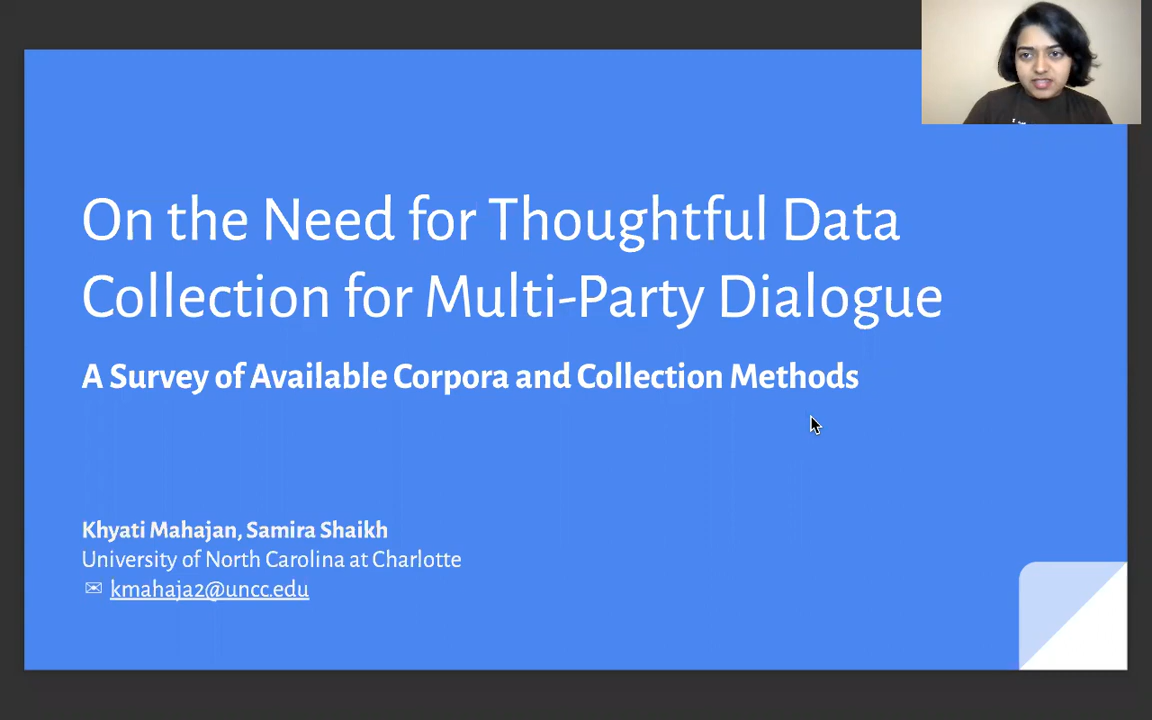 On the Need for Thoughtful Data
Collection for Multi-Party Dialogue
A Survey of Available Corpora and Collection Methods
Khyati Mahajan, Samira Shaikh
University of North Carolina at Charlotte
✉ kmahaja2@uncc.edu